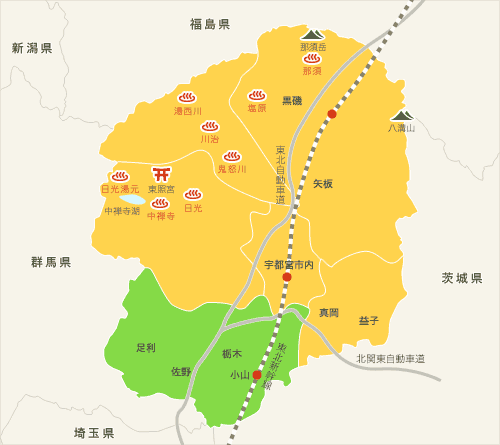 福島県
新潟県
那須岳
那須
塩原
黒磯
湯西川
川治
八溝山
東北自動車道
鬼怒川
矢板
日光湯元
東照宮
日光
中禅寺湖
中禅寺
群馬県
宇都宮市内
茨城県
真岡
益子
足利
栃木
東北新幹線
北関東自動車道
佐野
小山
埼玉県